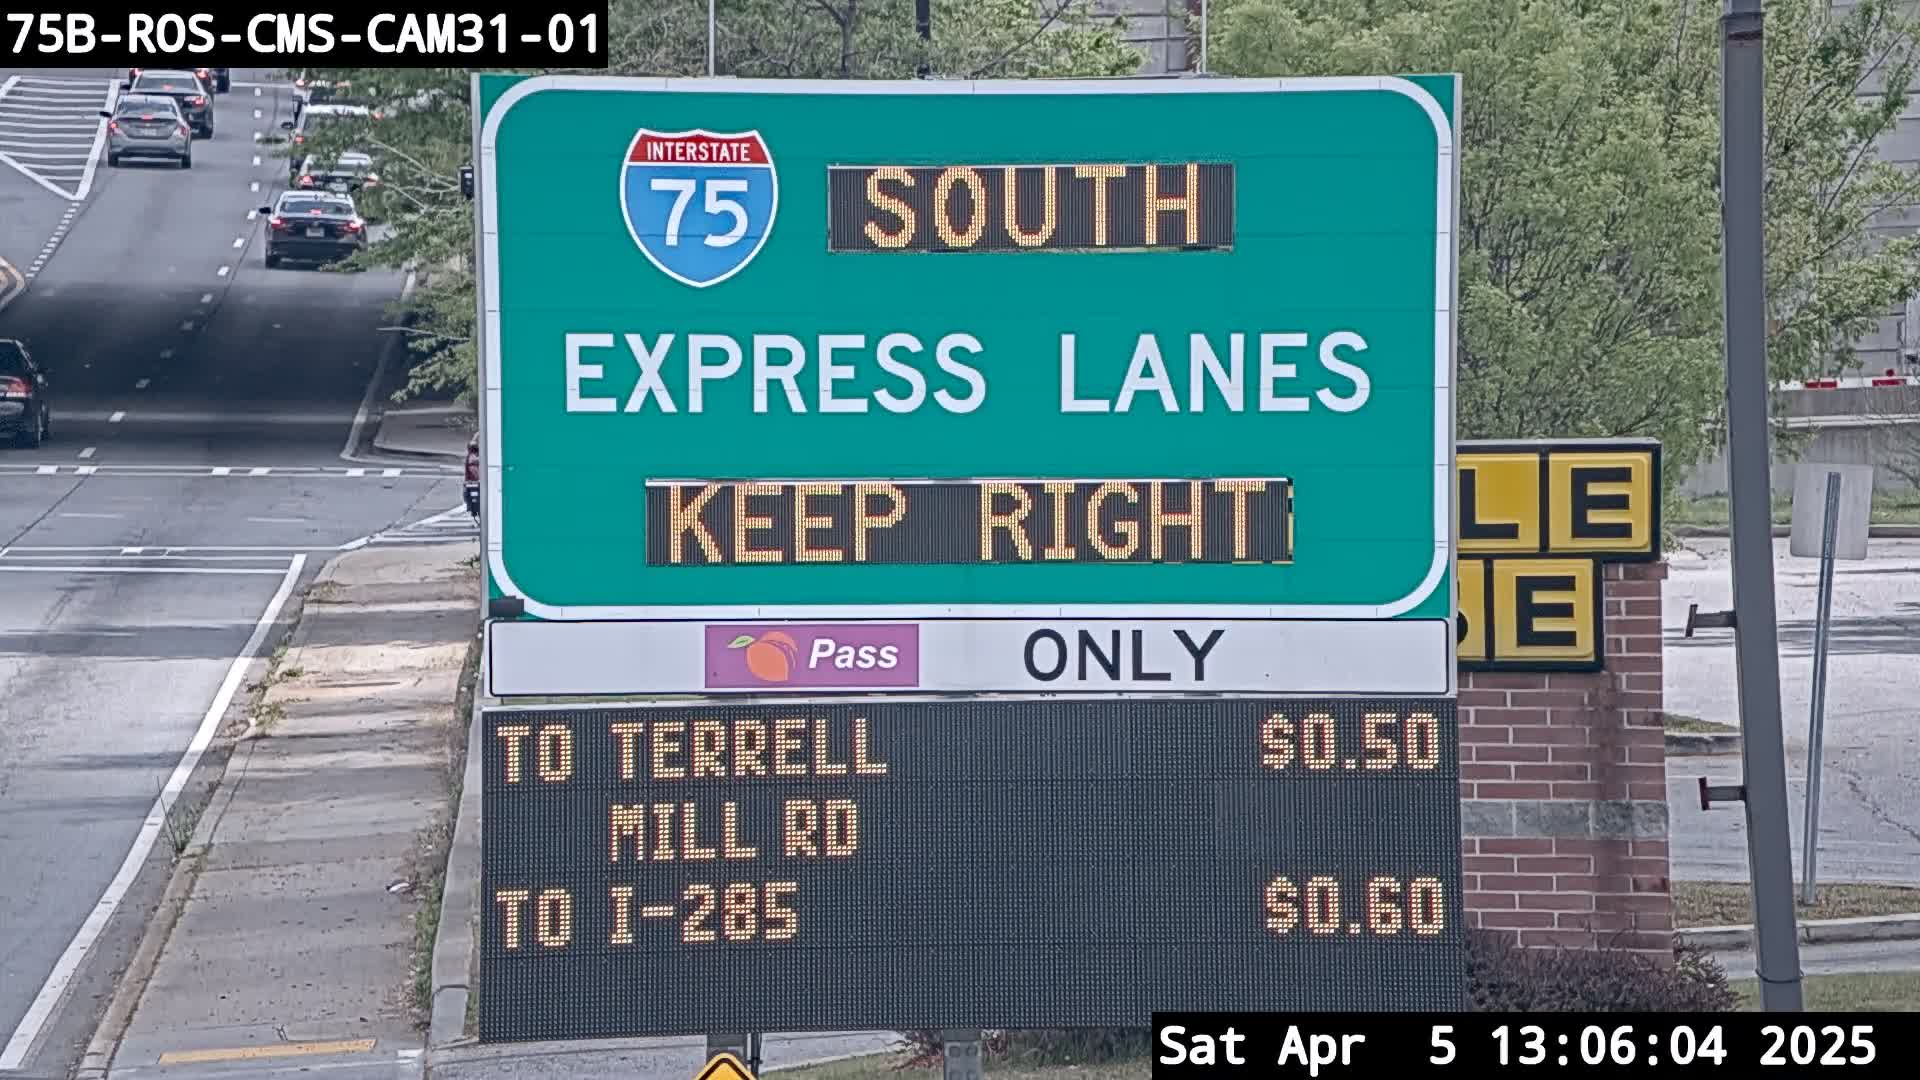 75B-ROS-CMS-CAM31-01
INTERSTATE
75
SOUTH
EXPRESS LANES
KEEP RIGHT
Pass
ONLY
TO TERRELL $0.50
MILL RD
TO I-285 $0.60
LE
E
Sat Apr 5 13:06:04 2025